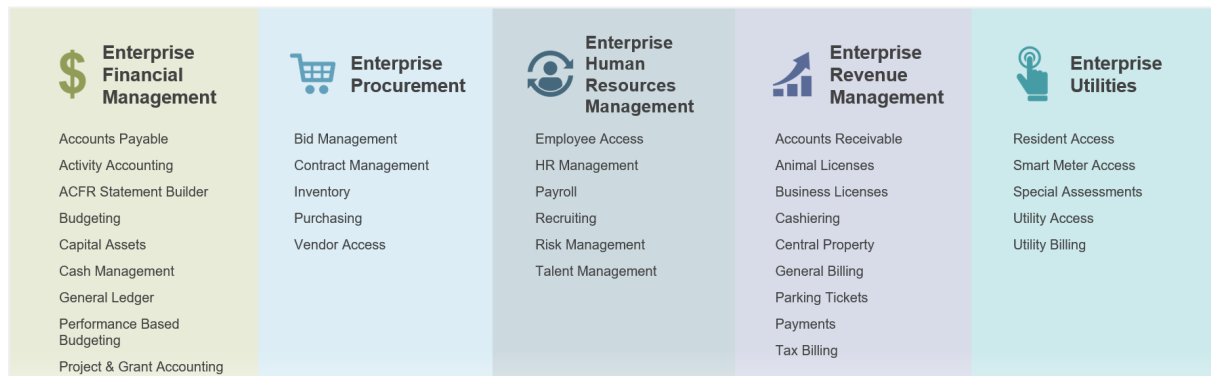 Enterprise
Financial
Management
Accounts Payable
Activity Accounting
ACFR Statement Builder
Budgeting
Capital Assets
Cash Management
General Ledger
Performance Based
Budgeting
Project & Grant Accounting
Enterprise
Procurement
Bid Management
Contract Management
Inventory
Purchasing
Vendor Access
Enterprise
Human
Resources
Management
Employee Access
HR Management
Payroll
Recruiting
Risk Management
Talent Management
Enterprise
Revenue
Management
Accounts Receivable
Animal Licenses
Business Licenses
Cashiering
Central Property
General Billing
Parking Tickets
Payments
Tax Billing
Enterprise
Utilities
Resident Access
Smart Meter Access
Special Assessments
Utility Access
Utility Billing